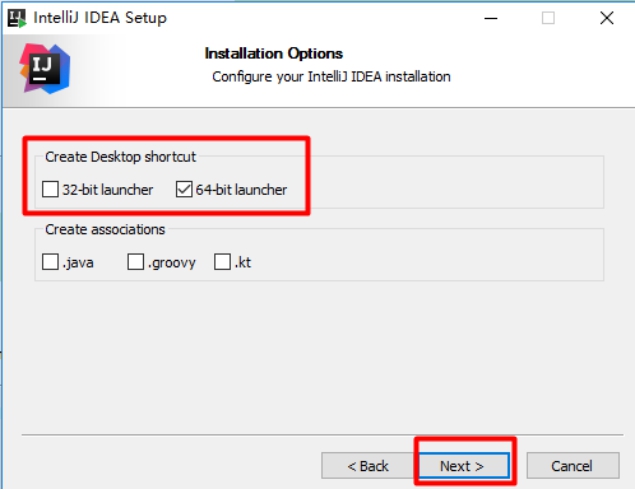 IntelliJ IDEA Setup
IJ
Installation Options
Configure your IntelliJ IDEA installation
Create Desktop shortcut
32-bit launcher 64-bit launcher
Create associations
.java .groovy .kt
< Back Next > Cancel